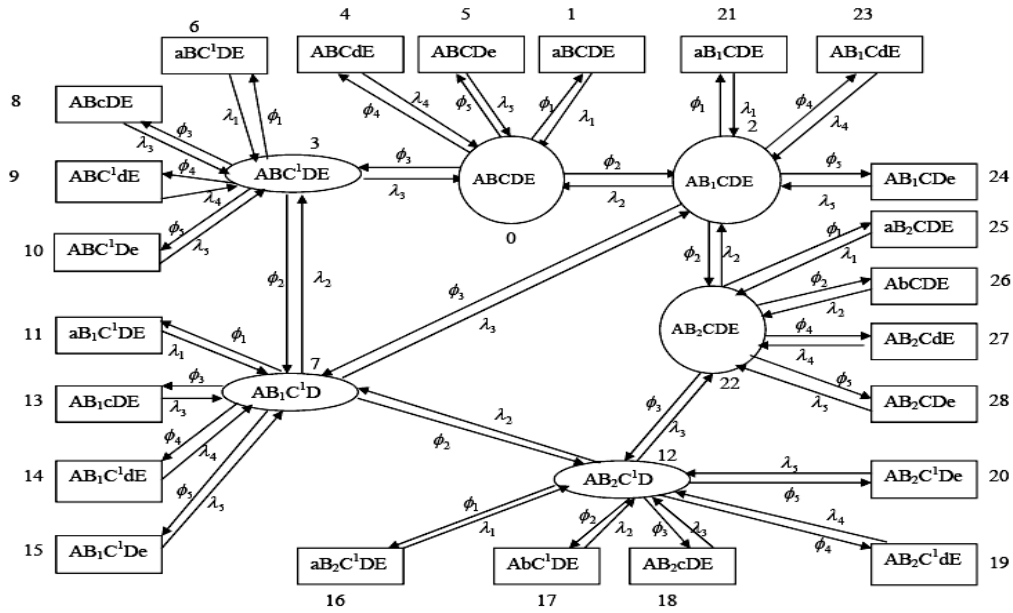 4 5 1 21 23
6
aBC¹DE ABCdE ABCDe aBCDE aB₁CDE AB₁CdE
8
ABcDE
λ₁ ϕ₁ ϕ₄ λ₄ ϕ₅ λ₅ ϕ₁ λ₁ ϕ₁ λ₁ ϕ₄ λ₄
ϕ₃ λ₃
3 2
9
ABC¹dE
ϕ₄ λ₄
ABC¹DE
ϕ₃ λ₃
ABCDE
0
ϕ₂ λ₂
AB₁CDE
ϕ₅ λ₅
AB₁CDe
24
aB₂CDE
25
10
ABC¹De
ϕ₅ λ₅
ϕ₂ λ₂
ϕ₃ λ₃
ϕ₂ λ₂
ϕ₁ λ₁
AbCDE
26
ϕ₂ λ₂
11
aB₁C¹DE
ϕ₁ λ₁
7
AB₂CDE
22
ϕ₄ λ₄
AB₂CdE
27
13
AB₁cDE
ϕ₃ λ₃
AB₁C¹D
ϕ₅ λ₅
AB₂CDe
28
λ₂ ϕ₂
ϕ₃ λ₃
14
AB₁C¹dE
ϕ₄ λ₄
12
AB₂C¹D
λ₅ ϕ₅
AB₂C¹De
20
15
AB₁C¹De
ϕ₅ λ₅
ϕ₁ λ₁
ϕ₂ λ₂
ϕ₃ λ₃
λ₄ ϕ₄
aB₂C¹DE AbC¹DE AB₂cDE AB₂C¹dE
19
16 17 18